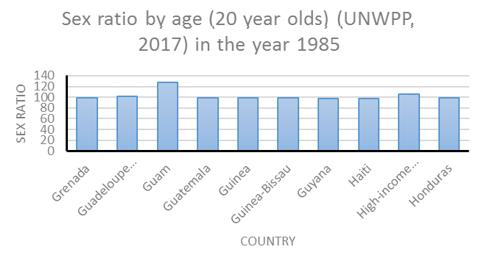 Sex ratio by age (20 year olds) (UNWPP,
2017) in the year 1985
SEX RATIO
140
120
100
80
60
40
20
0
Grenada
Guadeloupe...
Guam
Guatemala
Guinea
Guinea-Bissau
Guyana
Haiti
High-income...
Honduras
COUNTRY